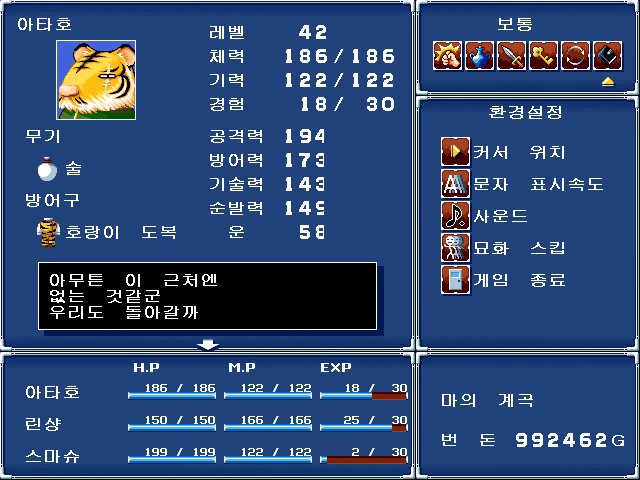 아타호
레벨 42
체력 186/186
기력 122/122
경험 18/ 30
무기
술
방어구
호랑이 도복
공격력 194
방어력 173
기술력 143
순발력 149
운 58
아무튼 이 근처엔
없는 것같군
우리도 돌아갈까
보통
환경설정
커서 위치
문자 표시속도
사운드
묘화 스킵
게임 종료
H.P M.P EXP
아타호 186 / 186 122 / 122 18 / 30
린샹 150 / 150 166 / 166 25 / 30
스마슈 199 / 199 122 / 122 2 / 30
마의 계곡
번 돈 992462G